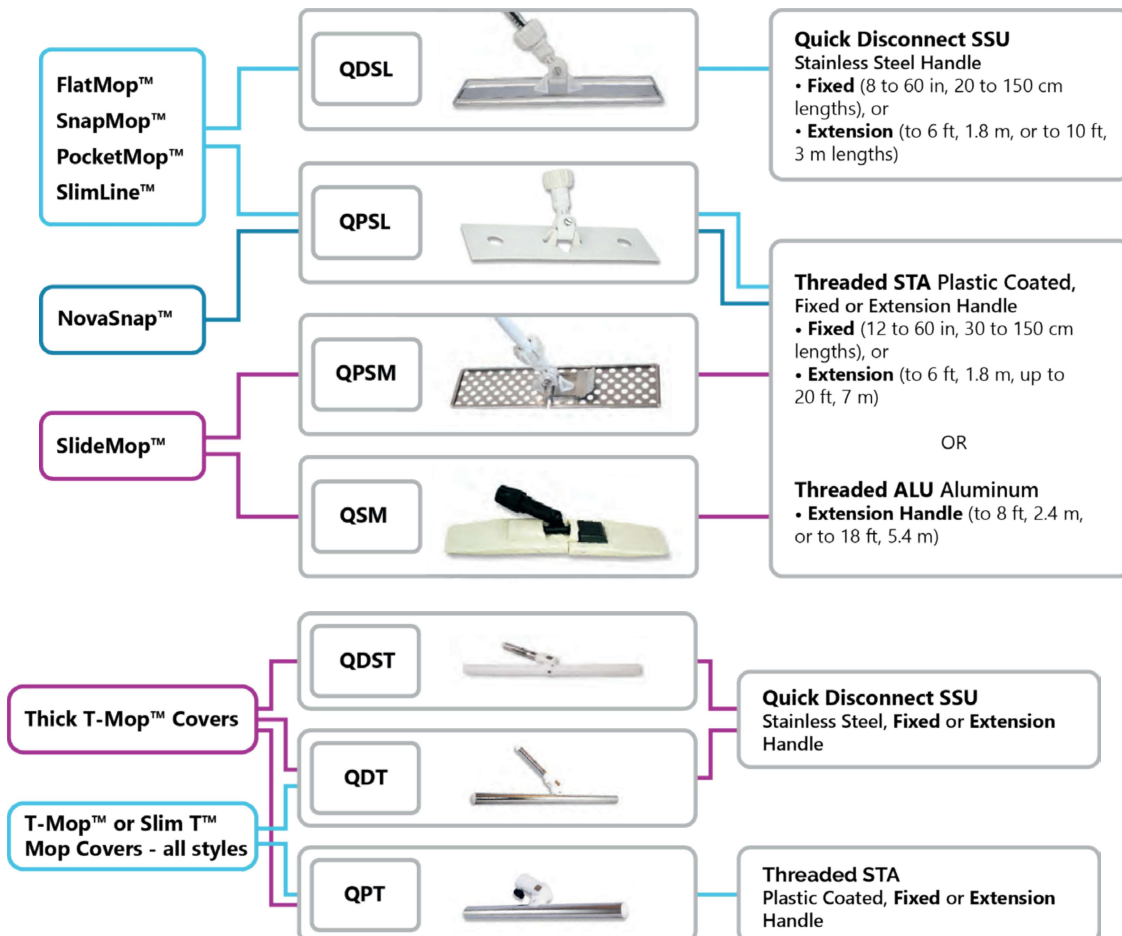 FlatMop™
SnapMop™
PocketMop™
SlimLine™
NovaSnap™
SlideMop™
QDSL
QPSL
QPSM
QSM
Quick Disconnect SSU
Stainless Steel Handle
• Fixed (8 to 60 in, 20 to 150 cm
lengths), or
• Extension (to 6 ft, 1.8 m, or to 10 ft,
3 m lengths)
Threaded STA Plastic Coated,
Fixed or Extension Handle
• Fixed (12 to 60 in, 30 to 150 cm
lengths), or
• Extension (to 6 ft, 1.8 m, up to
20 ft, 7 m)
OR
Threaded ALU Aluminum
• Extension Handle (to 8 ft, 2.4 m,
or to 18 ft, 5.4 m)
Thick T-Mop™ Covers
T-Mop™ or Slim T™
Mop Covers - all styles
QDST
QDT
QPT
Quick Disconnect SSU
Stainless Steel, Fixed or Extension
Handle
Threaded STA
Plastic Coated, Fixed or Extension
Handle